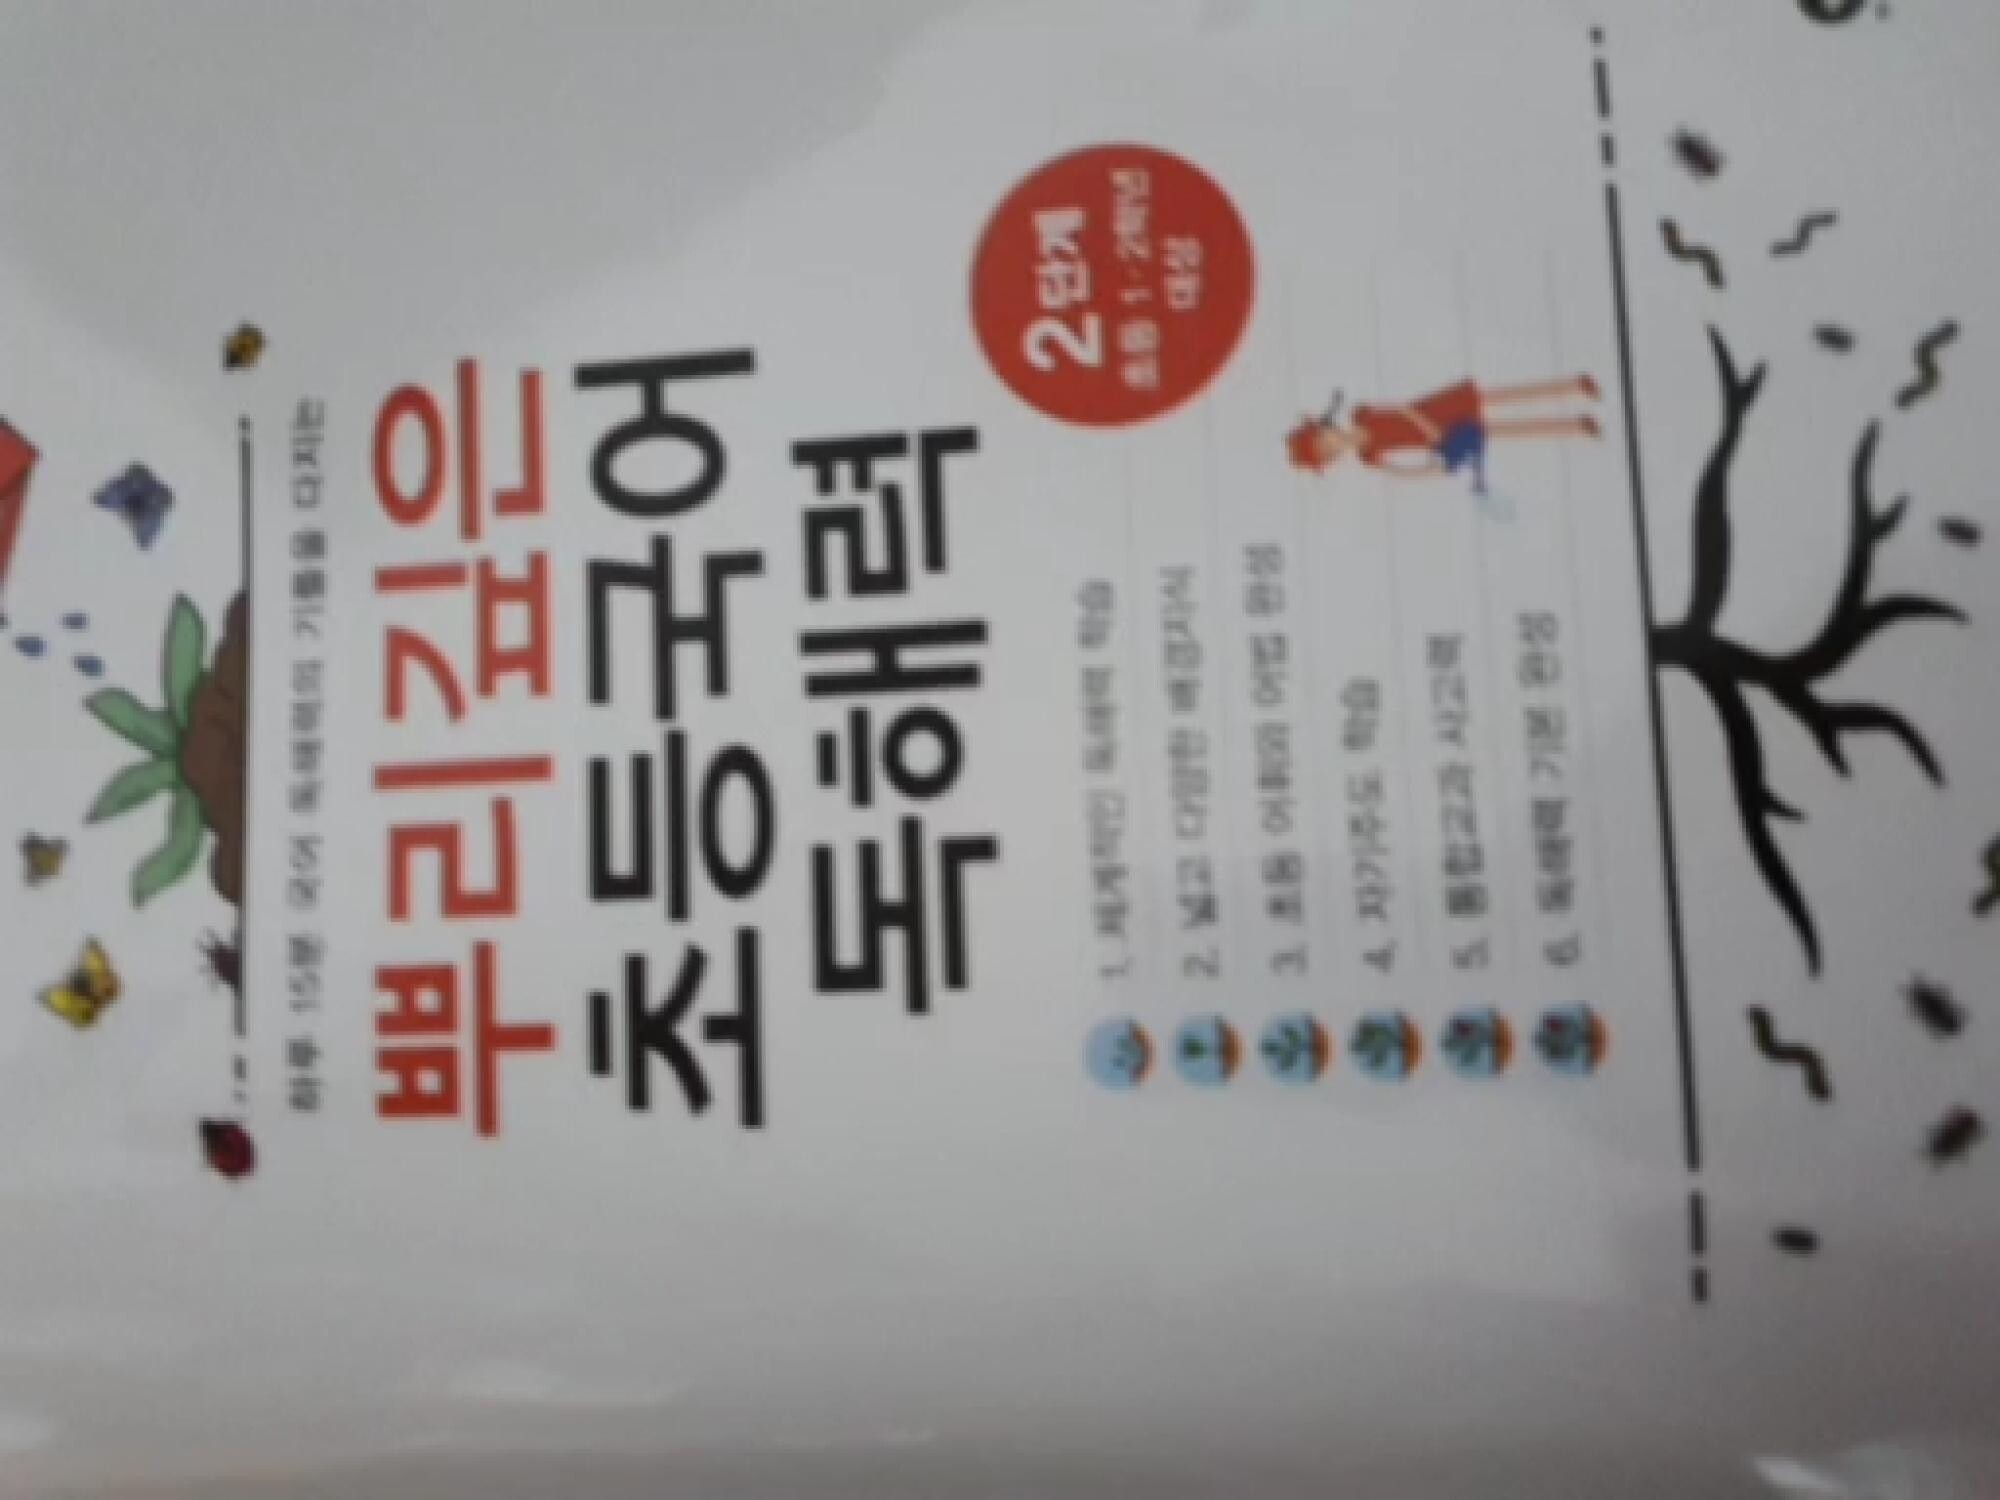 하루 15분 국어 독해력의 기틀을 다지는
뿌리깊은
초등국어
독해력
2단계
초등 1·2학년
대상
1. 체계적인 독해력 학습
2. 넓고 다양한 배경지식
3. 초등 어휘와 어법 완성
4. 자기주도 학습
5. 통합교과 사고력
6. 독해력 기본 완성